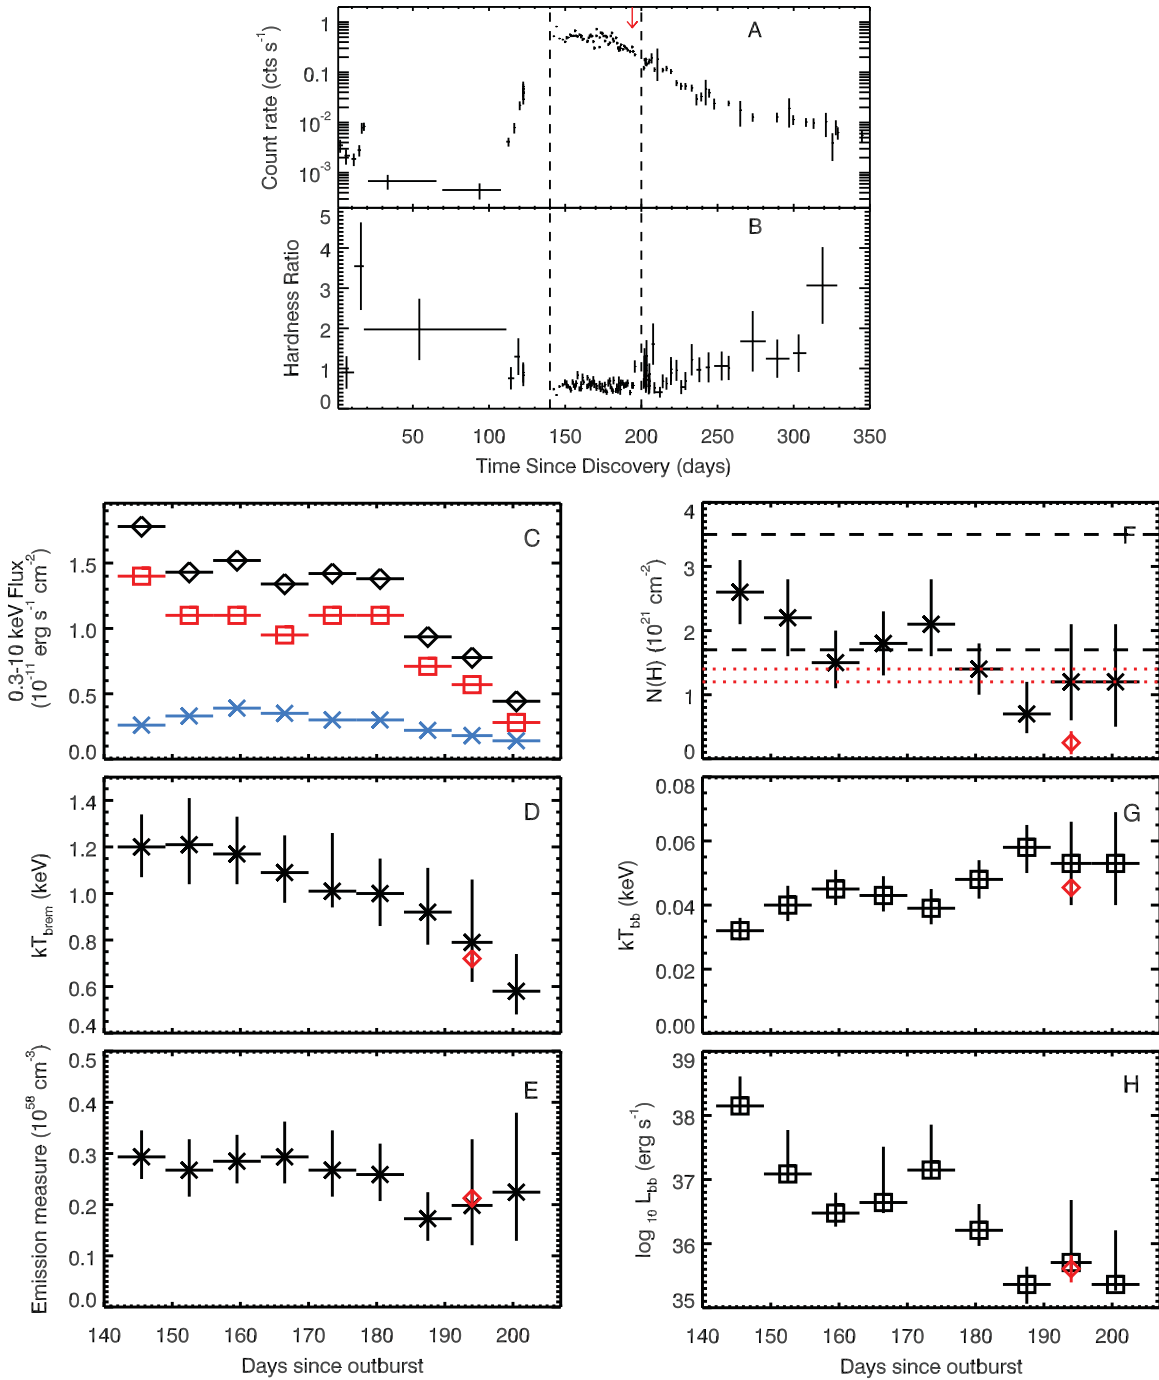 A
Count rate (cts s⁻¹)
1
0.1
10⁻²
10⁻³
B
Hardness Ratio
5
4
3
2
1
0
50 100 150 200 250 300 350
Time Since Discovery (days)
C
0.3-10 keV Flux
(10⁻¹¹ erg s⁻¹ cm⁻²)
1.5
1.0
0.5
0.0
F
N(H) (10²¹ cm⁻²)
4
3
2
1
0
D
kT_brem (keV)
1.4
1.2
1.0
0.8
0.6
0.4
G
kT_bb (keV)
0.08
0.06
0.04
0.02
0.00
E
Emission measure (10⁵⁸ cm⁻³)
0.5
0.4
0.3
0.2
0.1
0.0
140 150 160 170 180 190 200
Days since outburst
H
log ₁₀ L_bb (erg s⁻¹)
39
38
37
36
35
140 150 160 170 180 190 200
Days since outburst